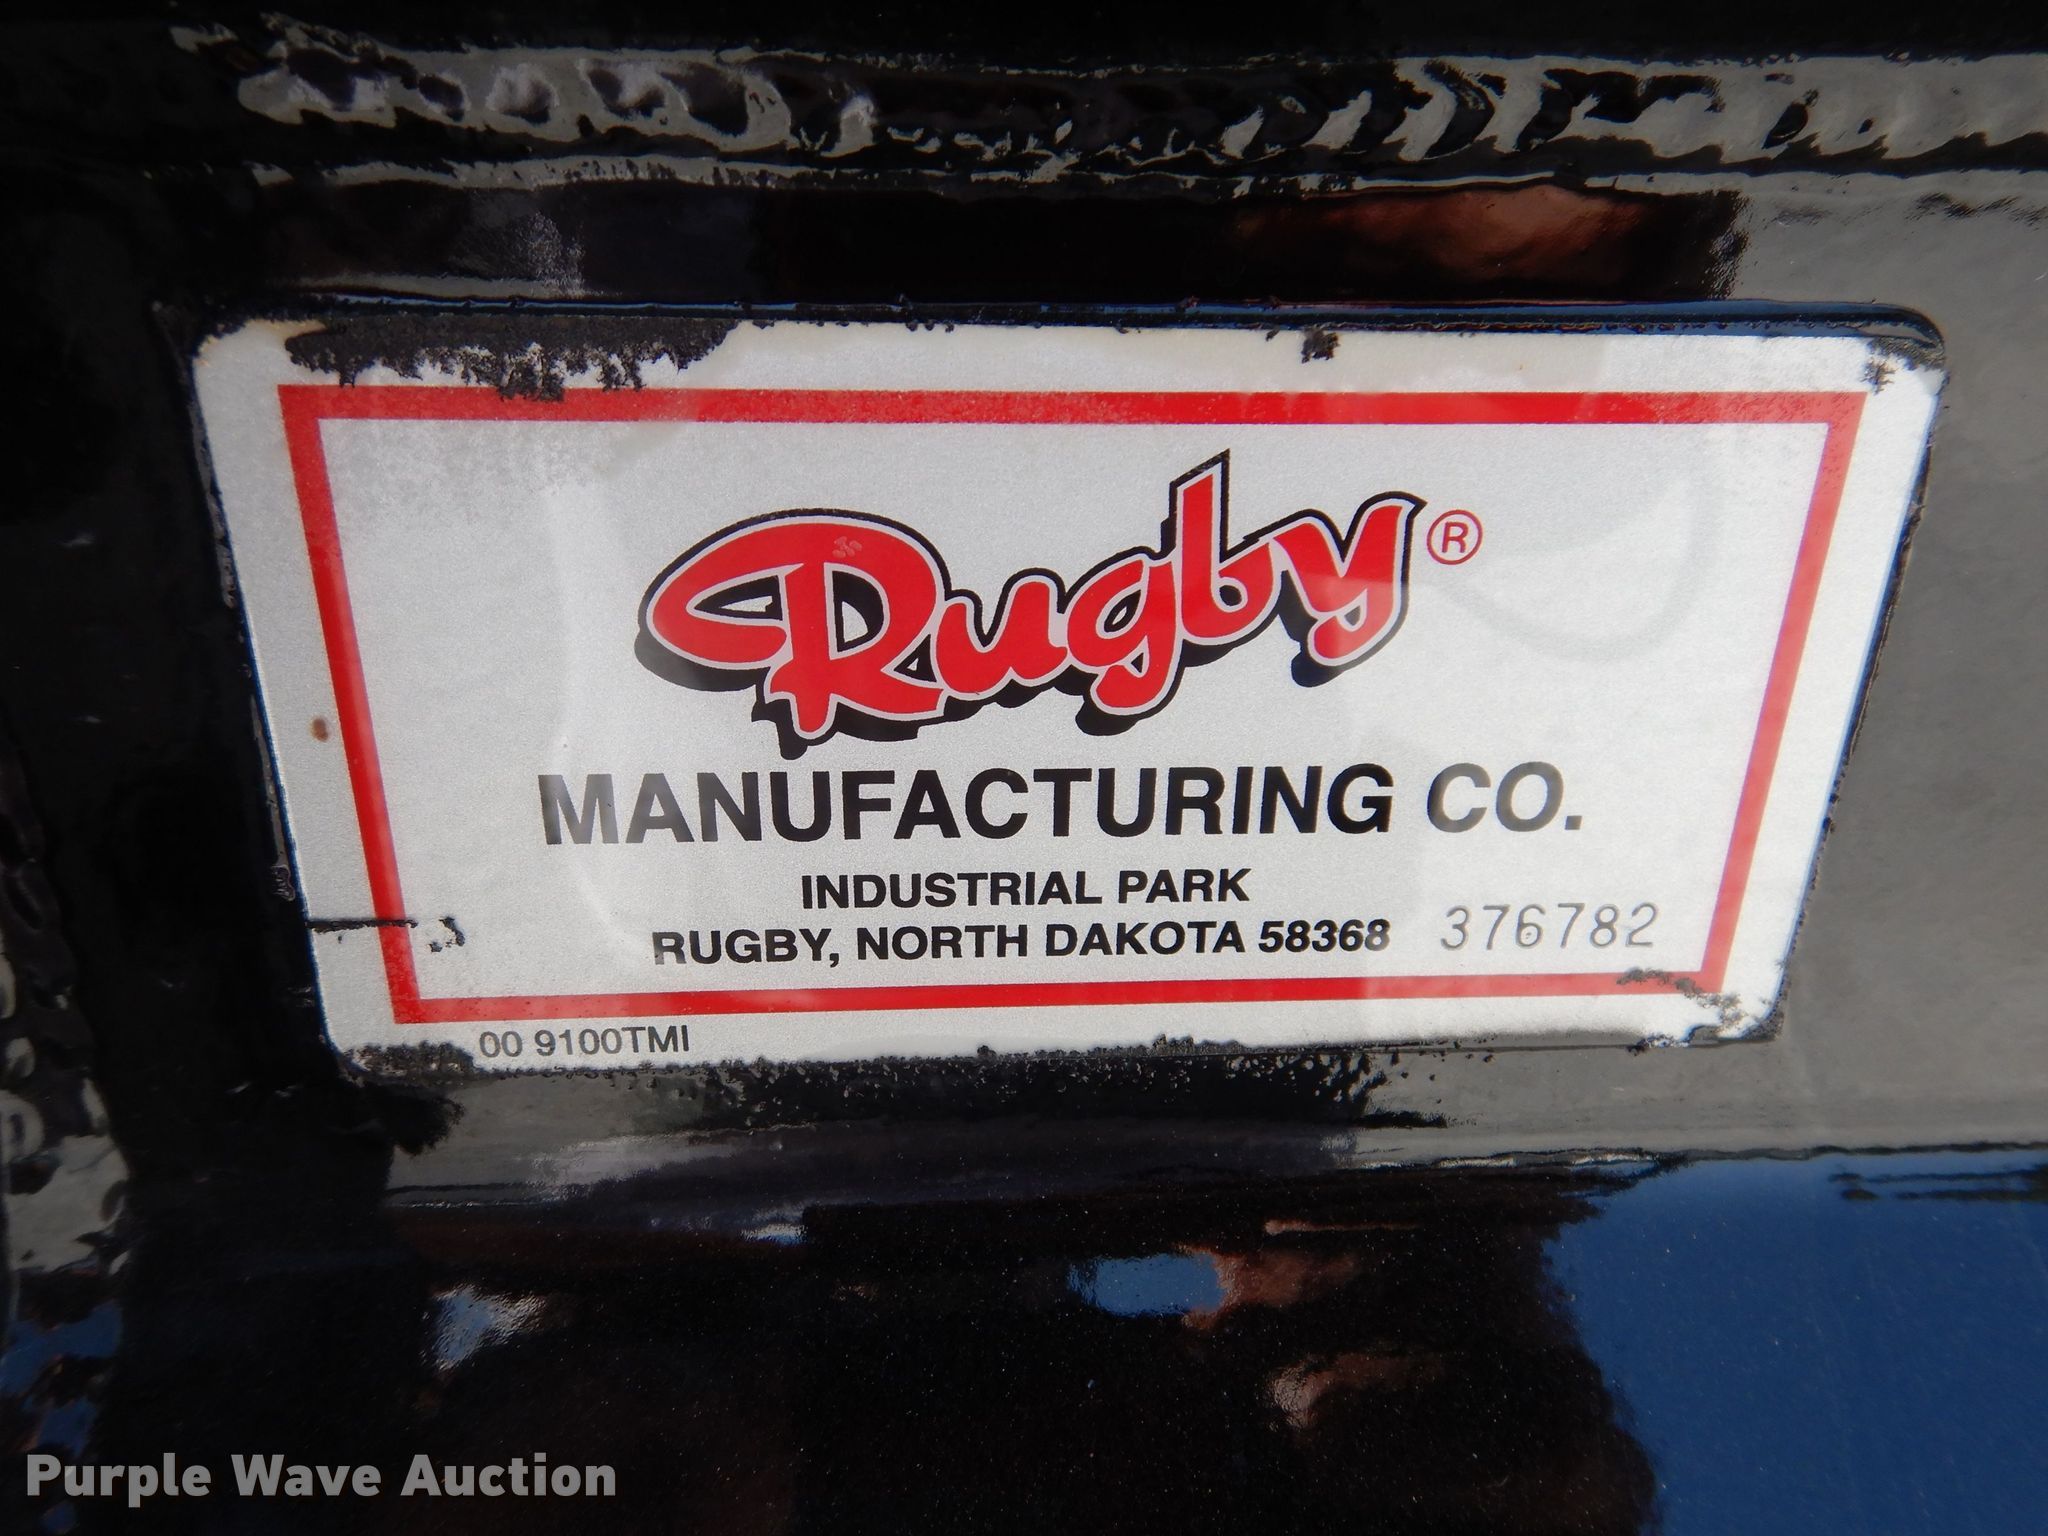 Rugby®
MANUFACTURING CO.
INDUSTRIAL PARK
RUGBY, NORTH DAKOTA 58368 376782
00 9100TMI
Purple Wave Auction